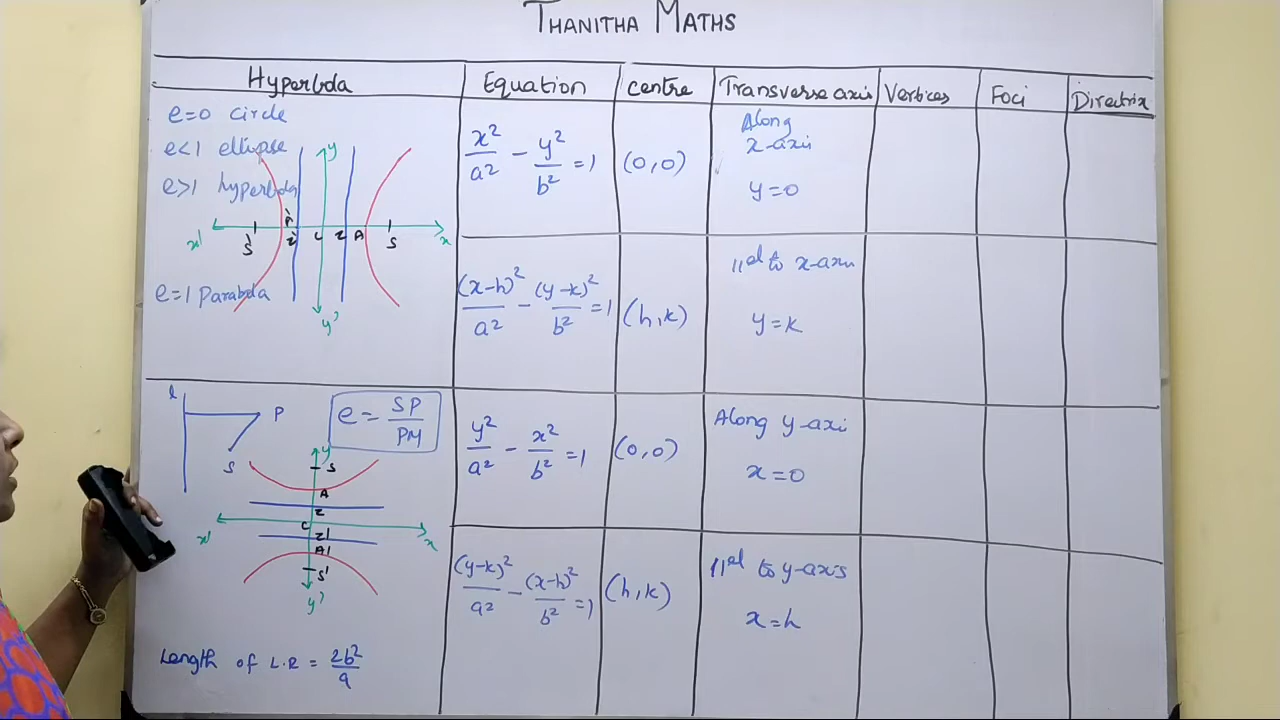 THANITHA MATHS
Hyperbola Equation centre Transverse axis Vertices Foci Directrix
e=0 circle
e<1 ellipse
e>1 hyperbola
y
x' S' A' Z' C Z A S x
y'
e=1 Parabola
x²/a² - y²/b² = 1
(0,0)
Along
x-axis
y=0
(x-h)²/a² - (y-k)²/b² = 1
(h,k)
11el to x-axis
y=k
l
P
S
e = SP/PM
y
S
A
Z
C
x' x
Z'
A'
S'
y'
y²/a² - x²/b² = 1
(0,0)
Along y-axis
x=0
(y-k)²/a² - (x-h)²/b² = 1
(h,k)
11el to y-axis
x=h
Length of L.R = 2b²/a